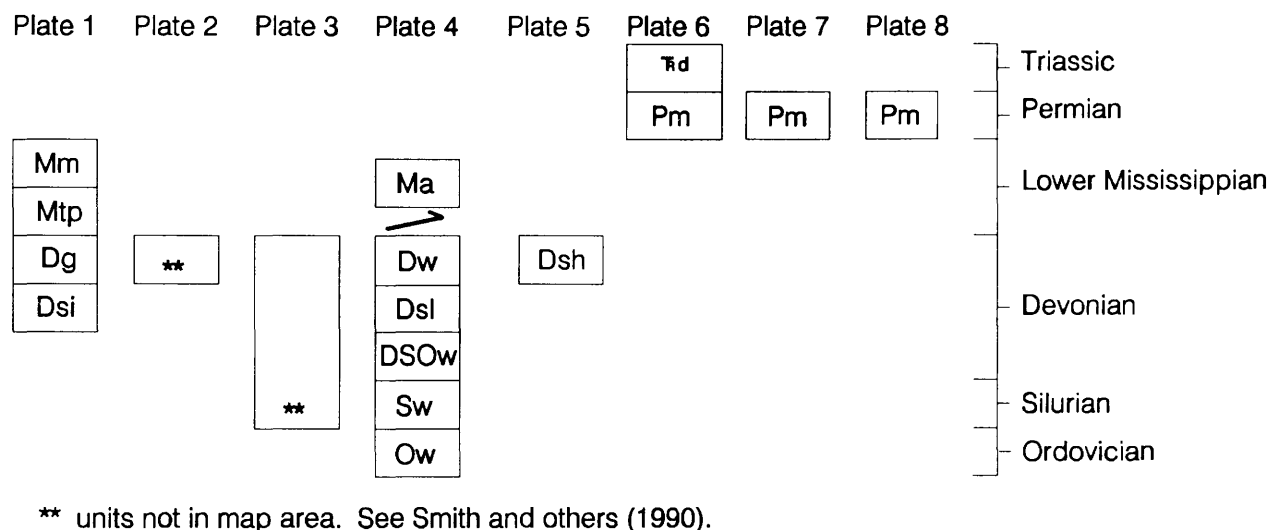 Plate 1 Plate 2 Plate 3 Plate 4 Plate 5 Plate 6 Plate 7 Plate 8
Ꞃd Triassic
Pm Pm Pm Permian
Mm
Ma Lower Mississippian
Mtp
Dg ** Dw Dsh
Dsi Dsl Devonian
DSOw
** Sw Silurian
Ow Ordovician
** units not in map area. See Smith and others (1990).